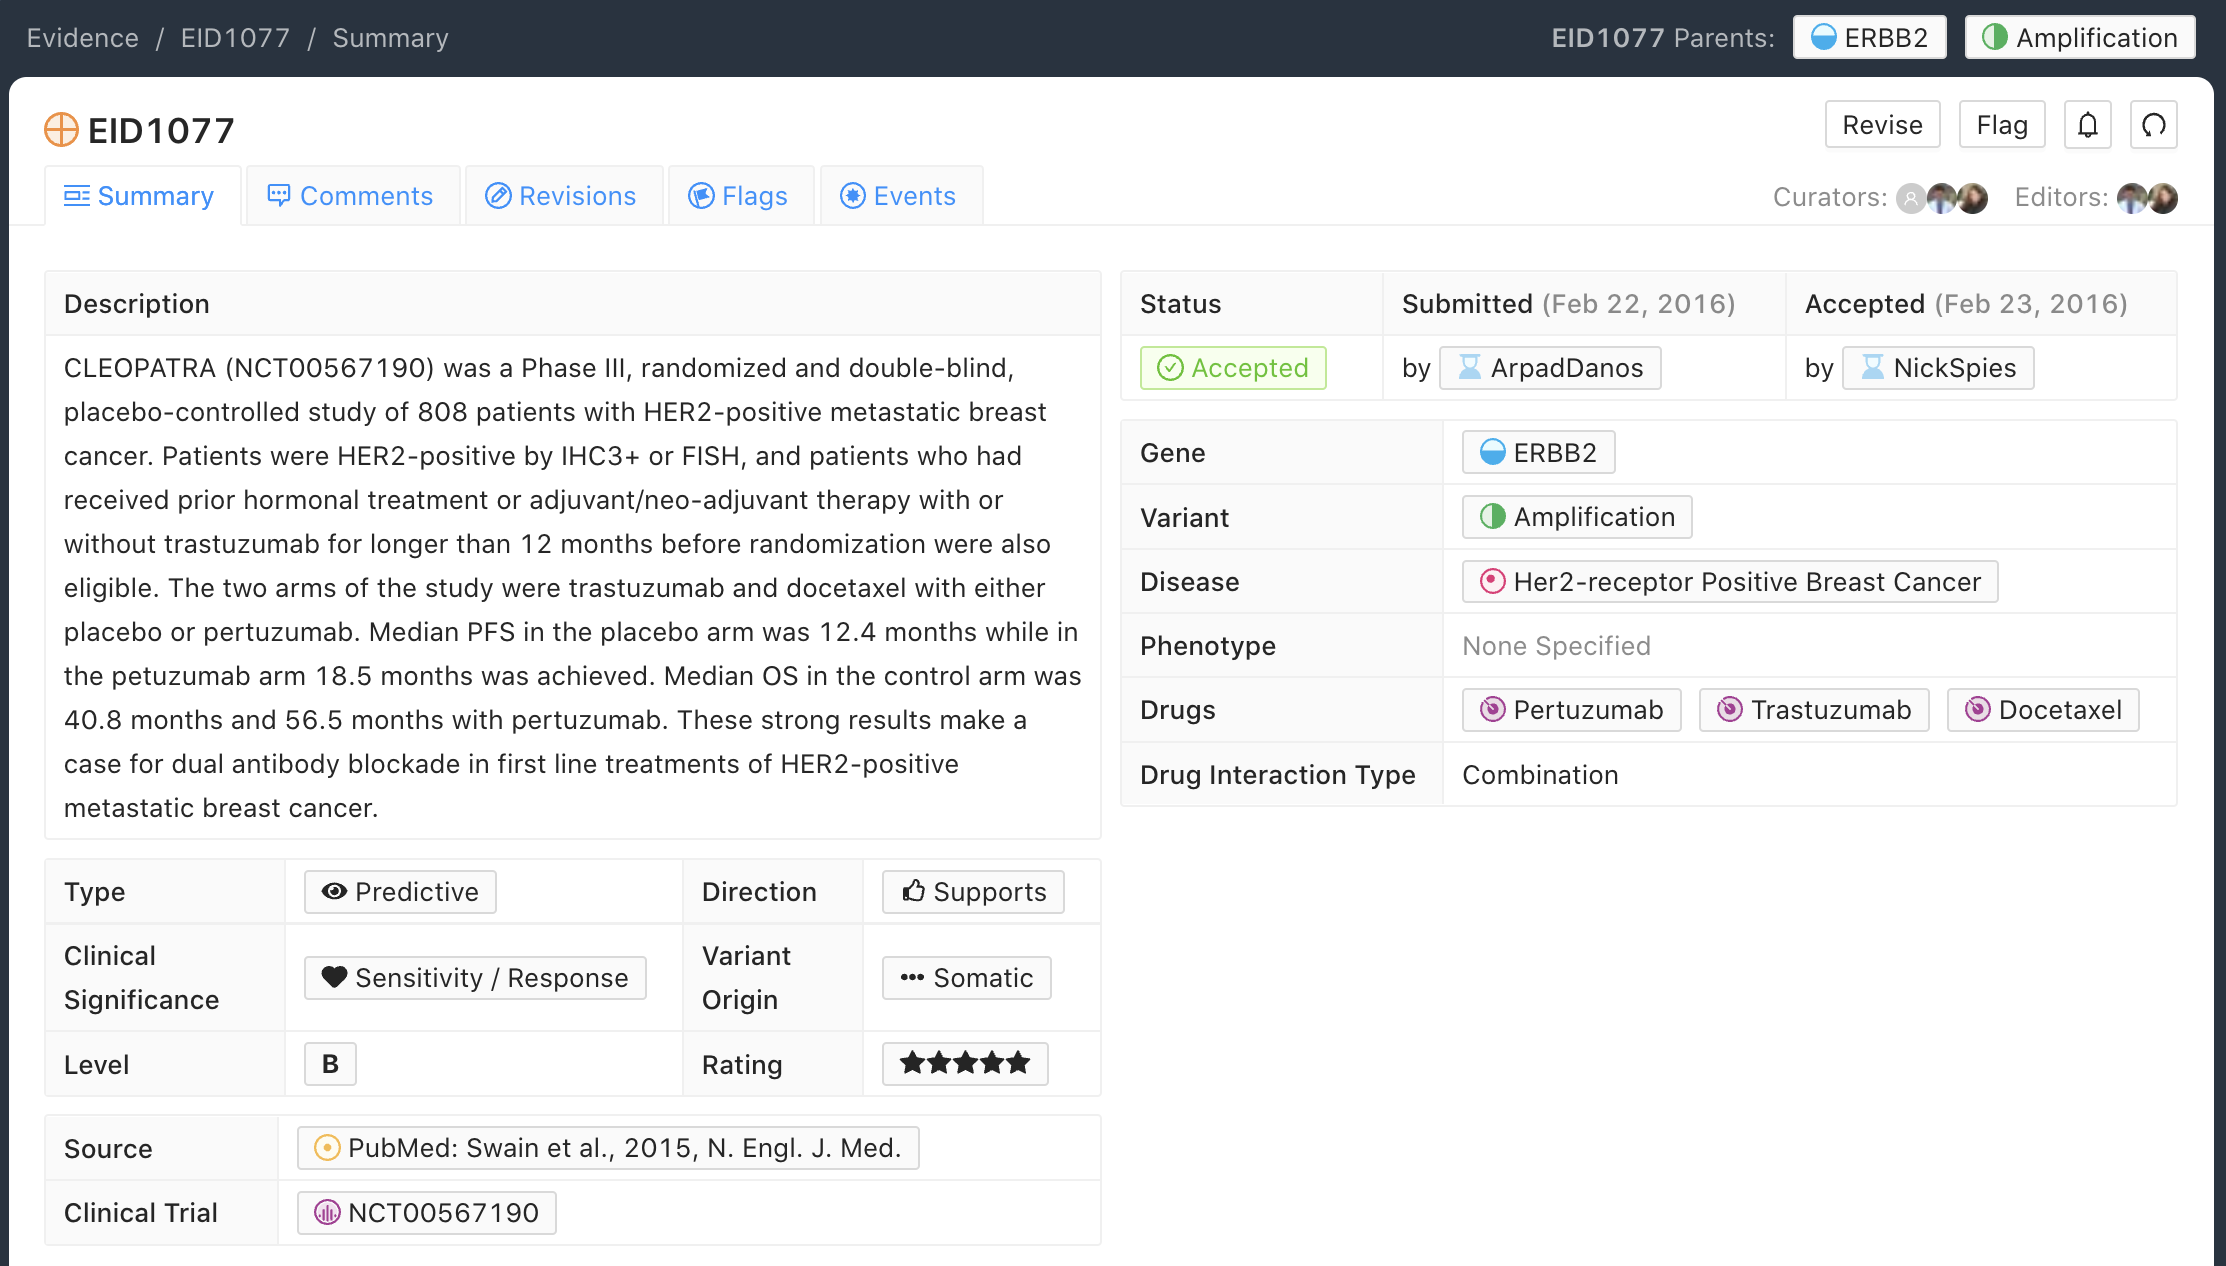 Evidence / EID1077 / Summary
EID1077 Parents: ERBB2 Amplification
EID1077
Revise Flag
Summary Comments Revisions Flags Events
Curators: Editors:
Description
CLEOPATRA (NCT00567190) was a Phase III, randomized and double-blind,
placebo-controlled study of 808 patients with HER2-positive metastatic breast
cancer. Patients were HER2-positive by IHC3+ or FISH, and patients who had
received prior hormonal treatment or adjuvant/neo-adjuvant therapy with or
without trastuzumab for longer than 12 months before randomization were also
eligible. The two arms of the study were trastuzumab and docetaxel with either
placebo or pertuzumab. Median PFS in the placebo arm was 12.4 months while in
the petuzumab arm 18.5 months was achieved. Median OS in the control arm was
40.8 months and 56.5 months with pertuzumab. These strong results make a
case for dual antibody blockade in first line treatments of HER2-positive
metastatic breast cancer.
Type Predictive Direction Supports
Clinical
Significance
Sensitivity / Response
Variant
Origin
Somatic
Level B Rating ★★★★★
Source PubMed: Swain et al., 2015, N. Engl. J. Med.
Clinical Trial NCT00567190
Status Submitted (Feb 22, 2016) Accepted (Feb 23, 2016)
Accepted by ArpadDanos by NickSpies
Gene ERBB2
Variant Amplification
Disease Her2-receptor Positive Breast Cancer
Phenotype None Specified
Drugs Pertuzumab Trastuzumab Docetaxel
Drug Interaction Type Combination